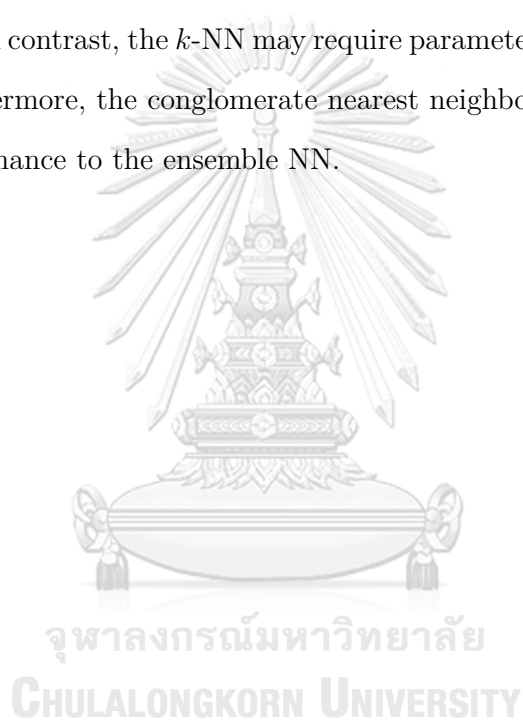 contrast, the k-NN may require paramete
ermore, the conglomerate nearest neighbo
nance to the ensemble NN.
จุฬาลงกรณ์มหาวิทยาลัย
CHULALONGKORN UNIVERSITY